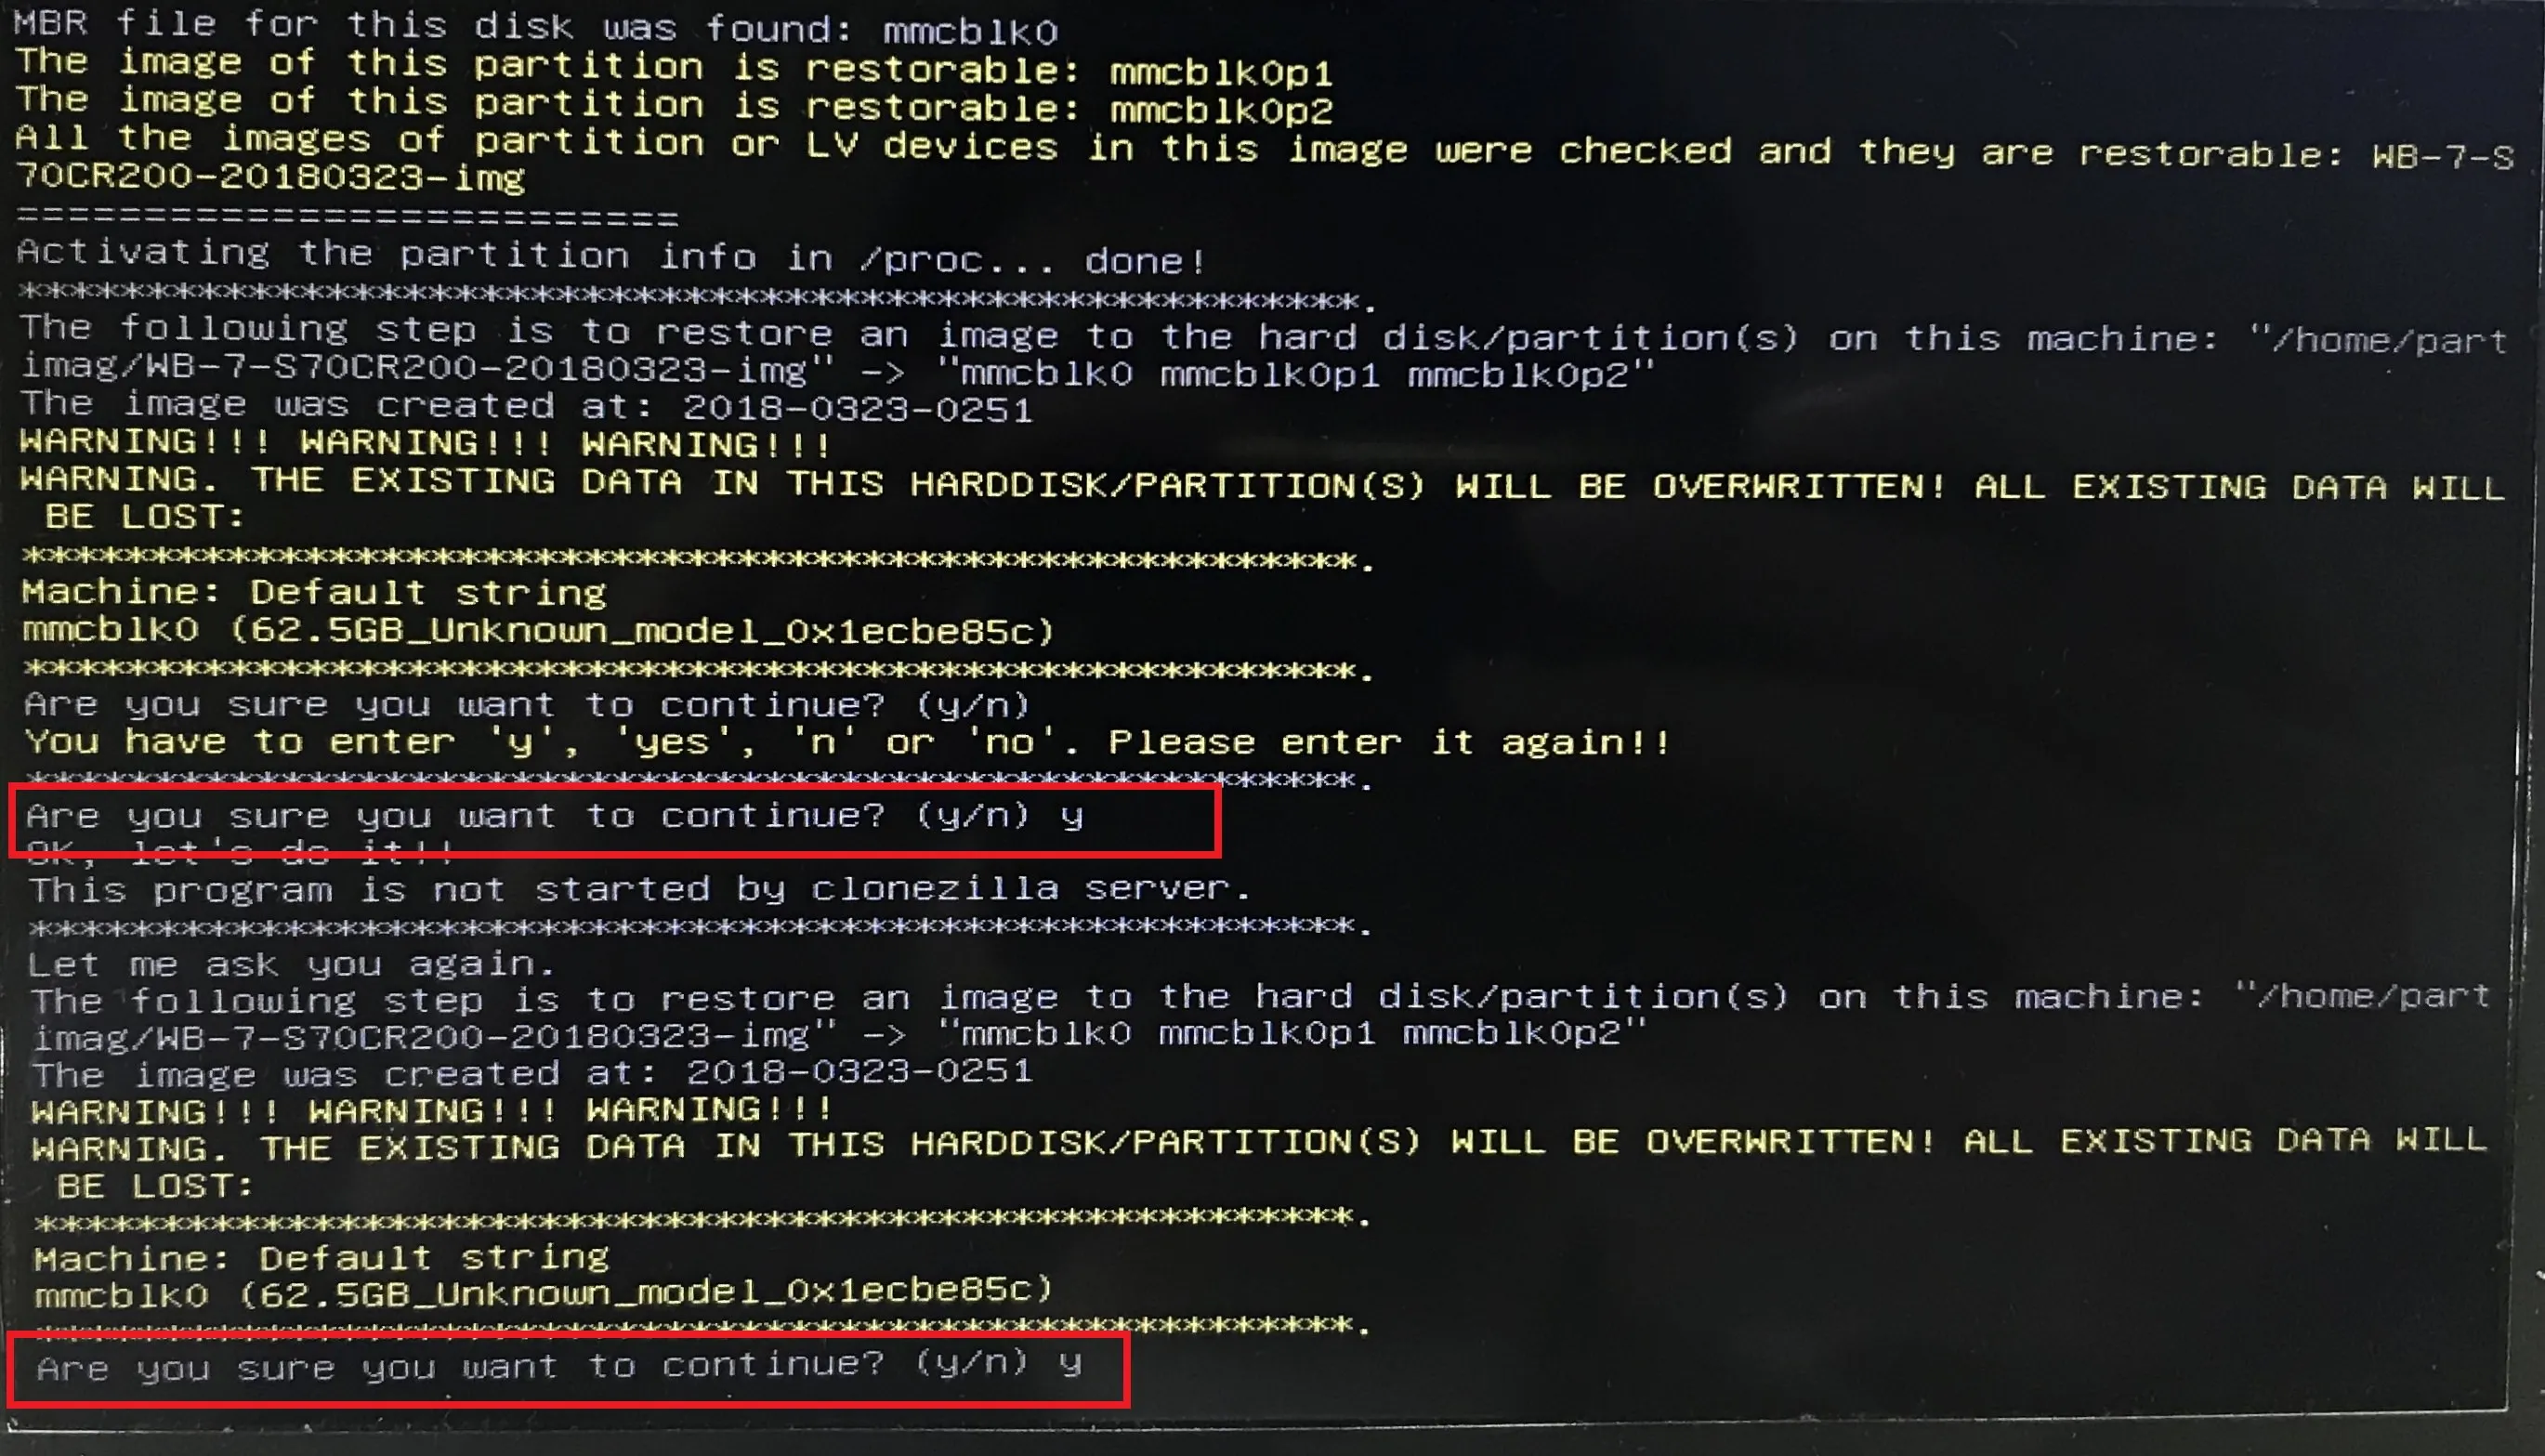 MBR file for this disk was found: mmcblk0
The image of this partition is restorable: mmcblk0p1
The image of this partition is restorable: mmcblk0p2
All the images of partition or LV devices in this image were checked and they are restorable: WB-7-S
70CR200-20180323-img
==========================
Activating the partition info in /proc... done!
*****************************************************.
The following step is to restore an image to the hard disk/partition(s) on this machine: "/home/part
imag/WB-7-S70CR200-20180323-img" -> "mmcblk0 mmcblk0p1 mmcblk0p2"
The image was created at: 2018-0323-0251
WARNING!!! WARNING!!! WARNING!!!
WARNING. THE EXISTING DATA IN THIS HARDDISK/PARTITION(S) WILL BE OVERWRITTEN! ALL EXISTING DATA WILL
BE LOST:
*****************************************************.
Machine: Default string
mmcblk0 (62.5GB_Unknown_model_0x1ecbe85c)
*****************************************************.
Are you sure you want to continue? (y/n)
You have to enter 'y', 'yes', 'n' or 'no'. Please enter it again!!
*****************************************************.
Are you sure you want to continue? (y/n) y
OK, let's do it!!
This program is not started by clonezilla server.
*****************************************************.
Let me ask you again.
The following step is to restore an image to the hard disk/partition(s) on this machine: "/home/part
imag/WB-7-S70CR200-20180323-img" -> "mmcblk0 mmcblk0p1 mmcblk0p2"
The image was created at: 2018-0323-0251
WARNING!!! WARNING!!! WARNING!!!
WARNING. THE EXISTING DATA IN THIS HARDDISK/PARTITION(S) WILL BE OVERWRITTEN! ALL EXISTING DATA WILL
BE LOST:
*****************************************************.
Machine: Default string
mmcblk0 (62.5GB_Unknown_model_0x1ecbe85c)
*****************************************************.
Are you sure you want to continue? (y/n) y